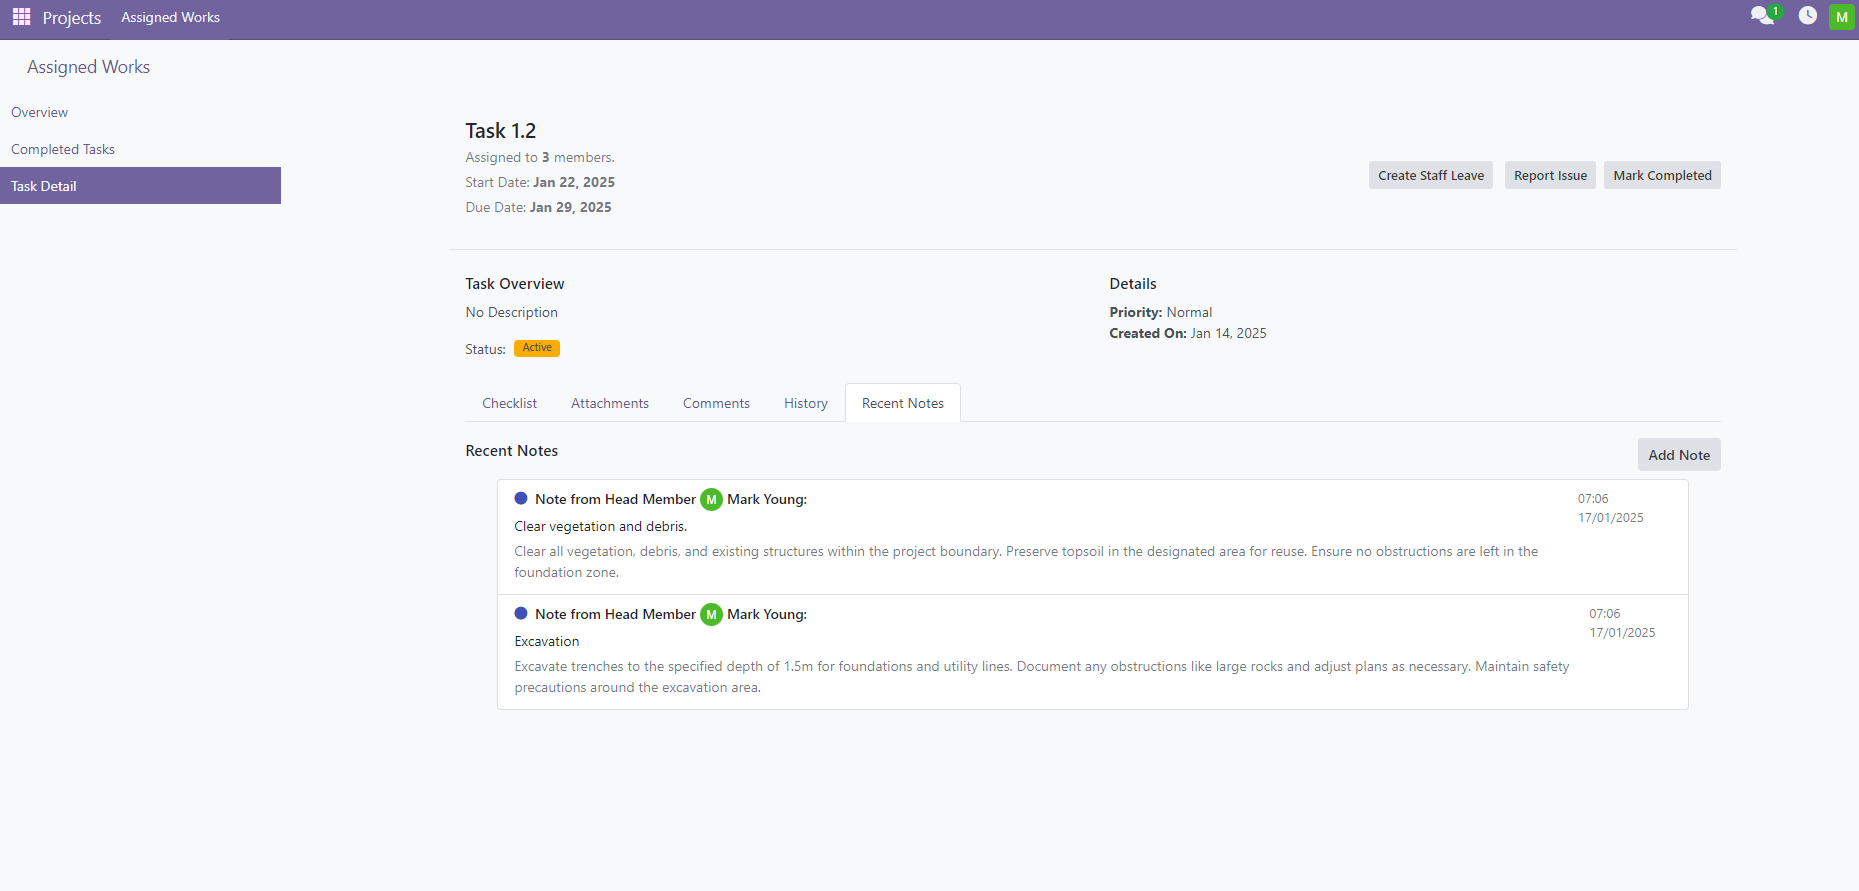 Projects Assigned Works 1 M
Assigned Works
Overview
Completed Tasks
Task Detail
Task 1.2
Assigned to 3 members.
Start Date: Jan 22, 2025
Due Date: Jan 29, 2025
Create Staff Leave Report Issue Mark Completed
Task Overview
No Description
Status: Active
Details
Priority: Normal
Created On: Jan 14, 2025
Checklist Attachments Comments History Recent Notes
Recent Notes Add Note
Note from Head Member M Mark Young: 07:06
17/01/2025
Clear vegetation and debris.
Clear all vegetation, debris, and existing structures within the project boundary. Preserve topsoil in the designated area for reuse. Ensure no obstructions are left in the
foundation zone.
Note from Head Member M Mark Young: 07:06
17/01/2025
Excavation
Excavate trenches to the specified depth of 1.5m for foundations and utility lines. Document any obstructions like large rocks and adjust plans as necessary. Maintain safety
precautions around the excavation area.